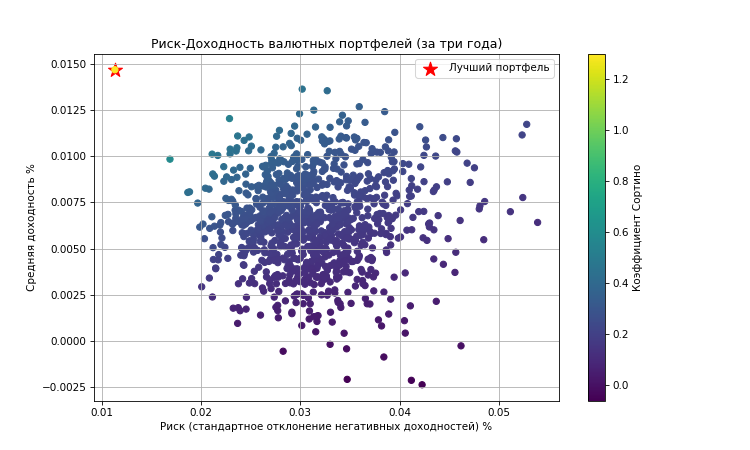 Риск-Доходность валютных портфелей (за три года)
Лучший портфель
Средняя доходность %
0.0150
0.0125
0.0100
0.0075
0.0050
0.0025
0.0000
−0.0025
0.01 0.02 0.03 0.04 0.05
Риск (стандартное отклонение негативных доходностей) %
1.2
1.0
0.8
0.6
0.4
0.2
0.0
Коэффициент Сортино